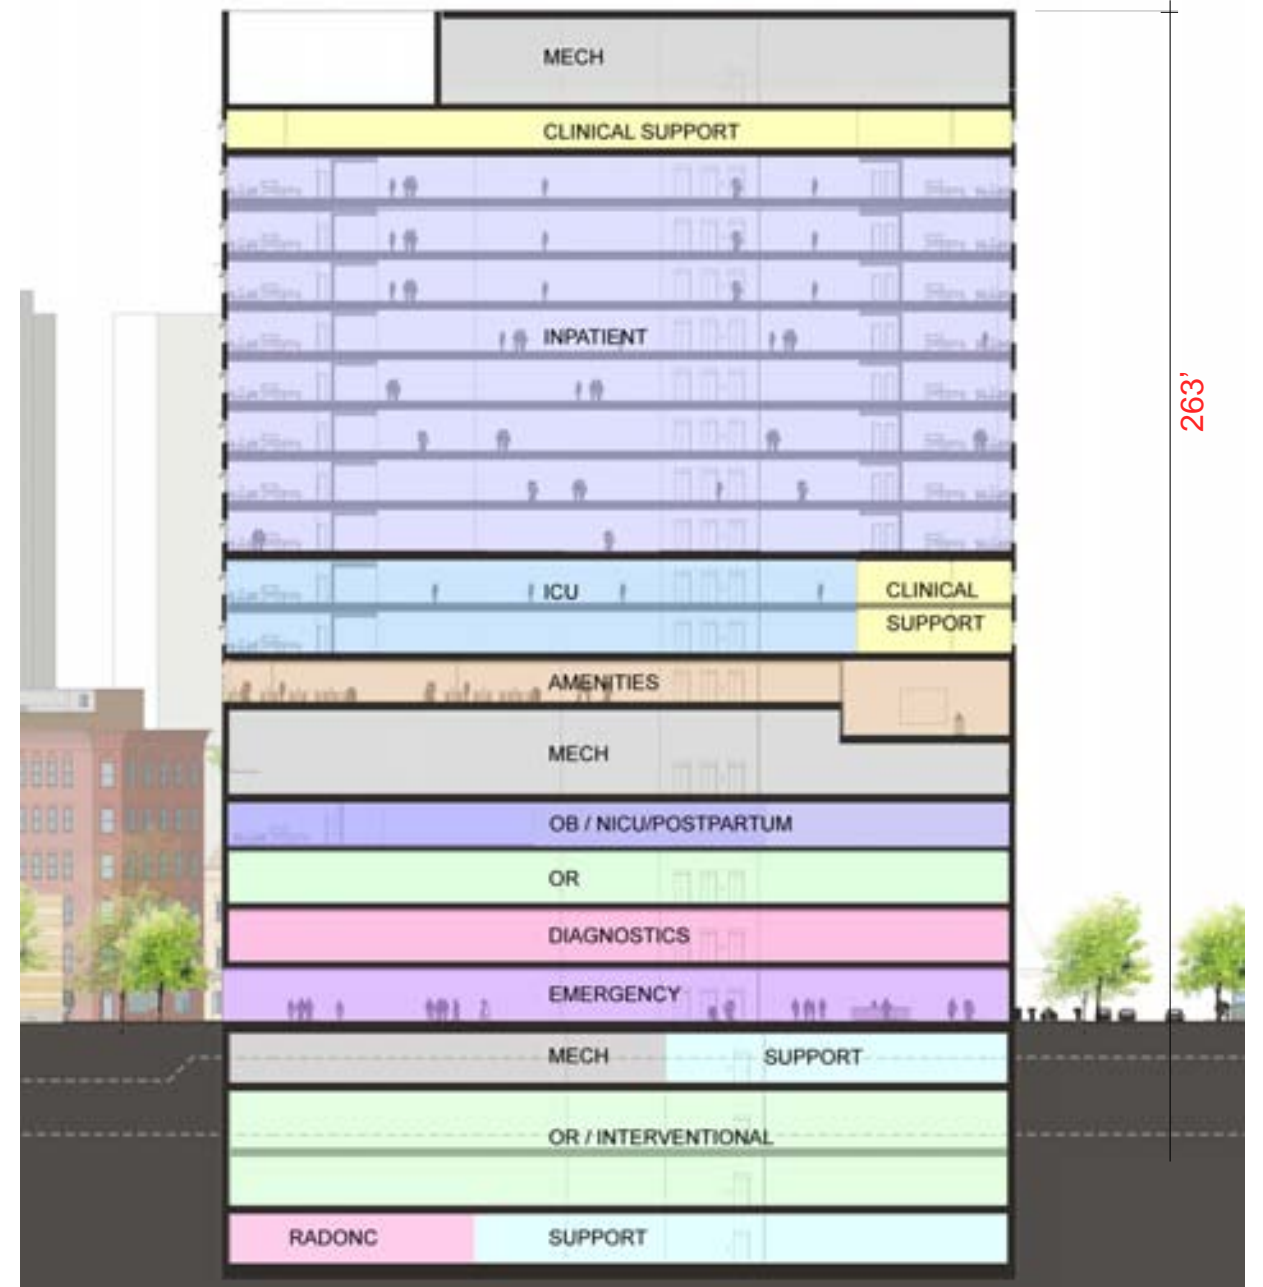 MECH
CLINICAL SUPPORT
INPATIENT
263’
ICU
CLINICAL
SUPPORT
AMENITIES
MECH
OB / NICU/POSTPARTUM
OR
DIAGNOSTICS
EMERGENCY
MECH
SUPPORT
OR / INTERVENTIONAL
RADONC
SUPPORT